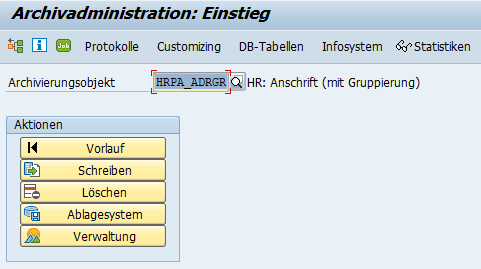 Archivadministration: Einstieg
Protokolle Customizing DB-Tabellen Infosystem Statistiken
Archivierungsobjekt HRPA_ADRGR HR: Anschrift (mit Gruppierung)
Aktionen
Vorlauf
Schreiben
Löschen
Ablagesystem
Verwaltung